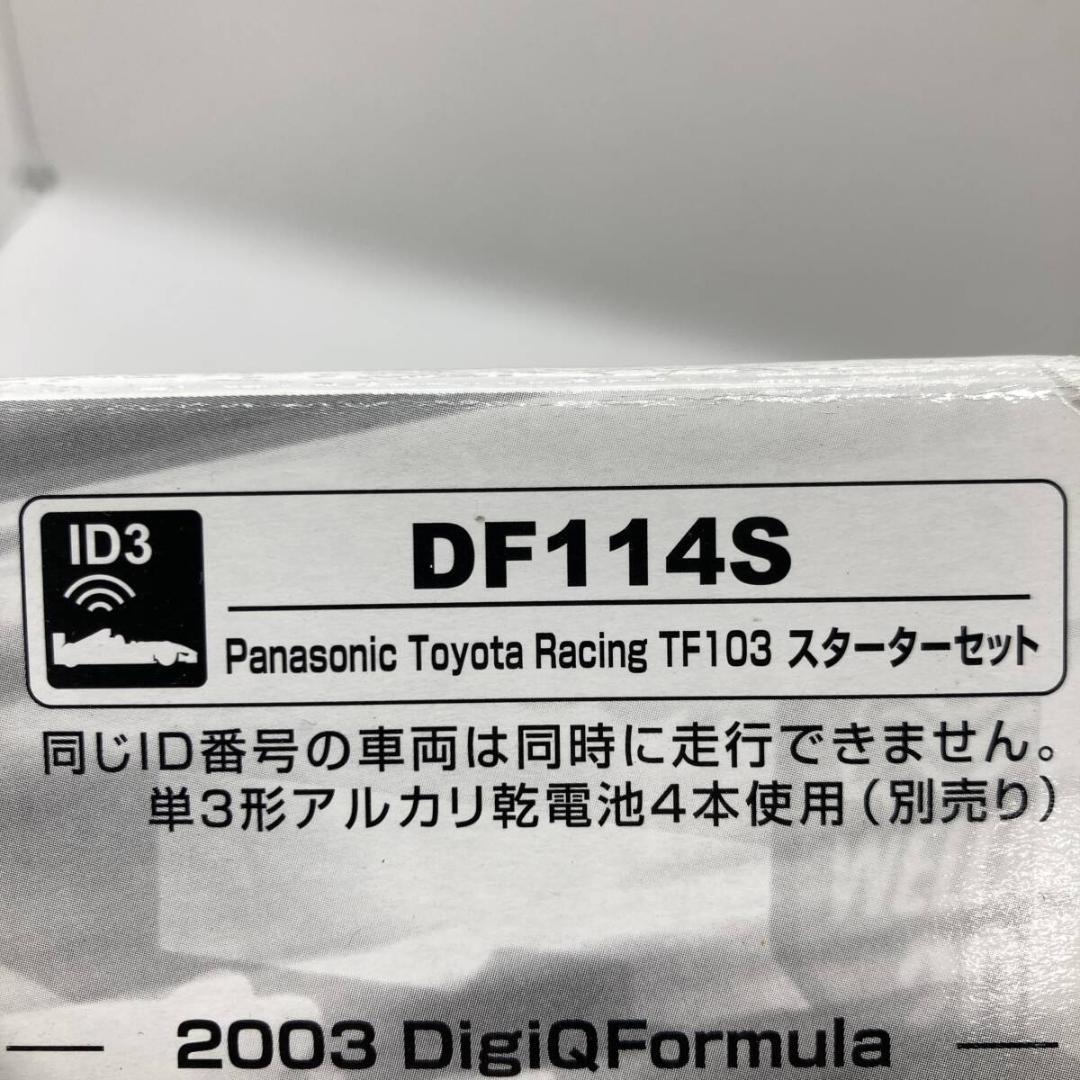 ID3
DF114S
Panasonic Toyota Racing TF103 スターターセット
同じID番号の車両は同時に走行できません。
単3形アルカリ乾電池4本使用（別売り）
2003 DigiQFormula